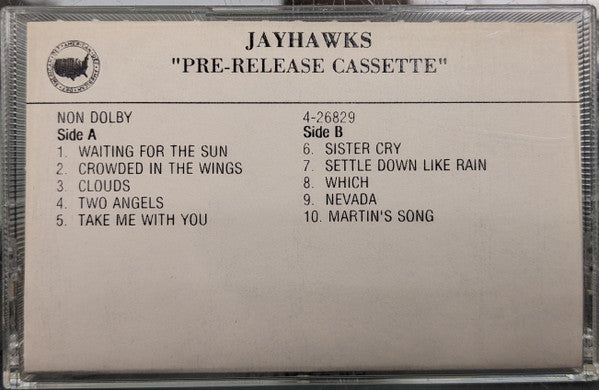 JAYHAWKS
"PRE-RELEASE CASSETTE"
NON DOLBY
Side A
1. WAITING FOR THE SUN
2. CROWDED IN THE WINGS
3. CLOUDS
4. TWO ANGELS
5. TAKE ME WITH YOU
4-26829
Side B
6. SISTER CRY
7. SETTLE DOWN LIKE RAIN
8. WHICH
9. NEVADA
10. MARTIN'S SONG